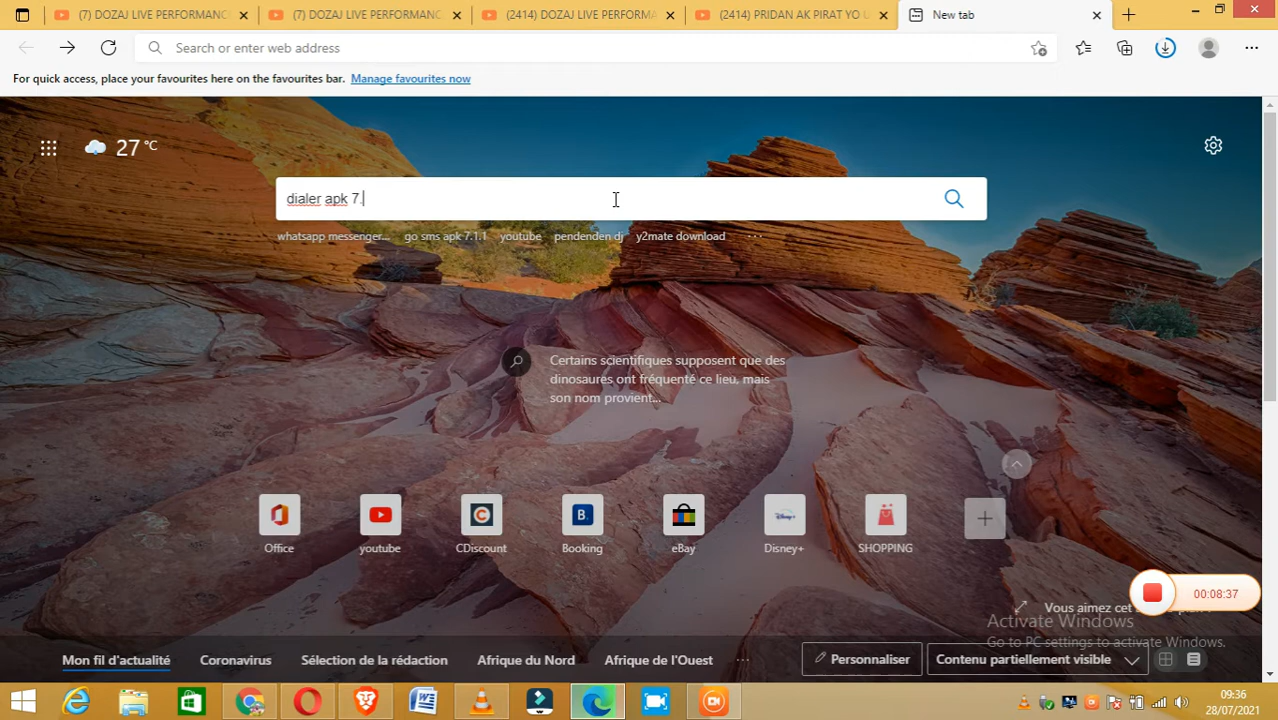 (7) DOZAJ LIVE PERFORMANC
(7) DOZAJ LIVE PERFORMANC
(2414) DOZAJ LIVE PERFORMA
(2414) PRIDAN AK PIRAT YO U
New tab
Search or enter web address
For quick access, place your favourites here on the favourites bar. Manage favourites now
27 °C
dialer apk 7.
whatsapp messenger... go sms apk 7.1.1 youtube pendenden dj y2mate download ...
Certains scientifiques supposent que des
dinosaures ont fréquenté ce lieu, mais
son nom provient...
Office youtube CDiscount Booking eBay Disney+ SHOPPING
00:08:37
Vous aimez cet
Activate Windows
Go to PC settings to activate Windows.
Mon fil d'actualité Coronavirus Sélection de la rédaction Afrique du Nord Afrique de l'Ouest ... Personnaliser Contenu partiellement visible
09:36
28/07/2021